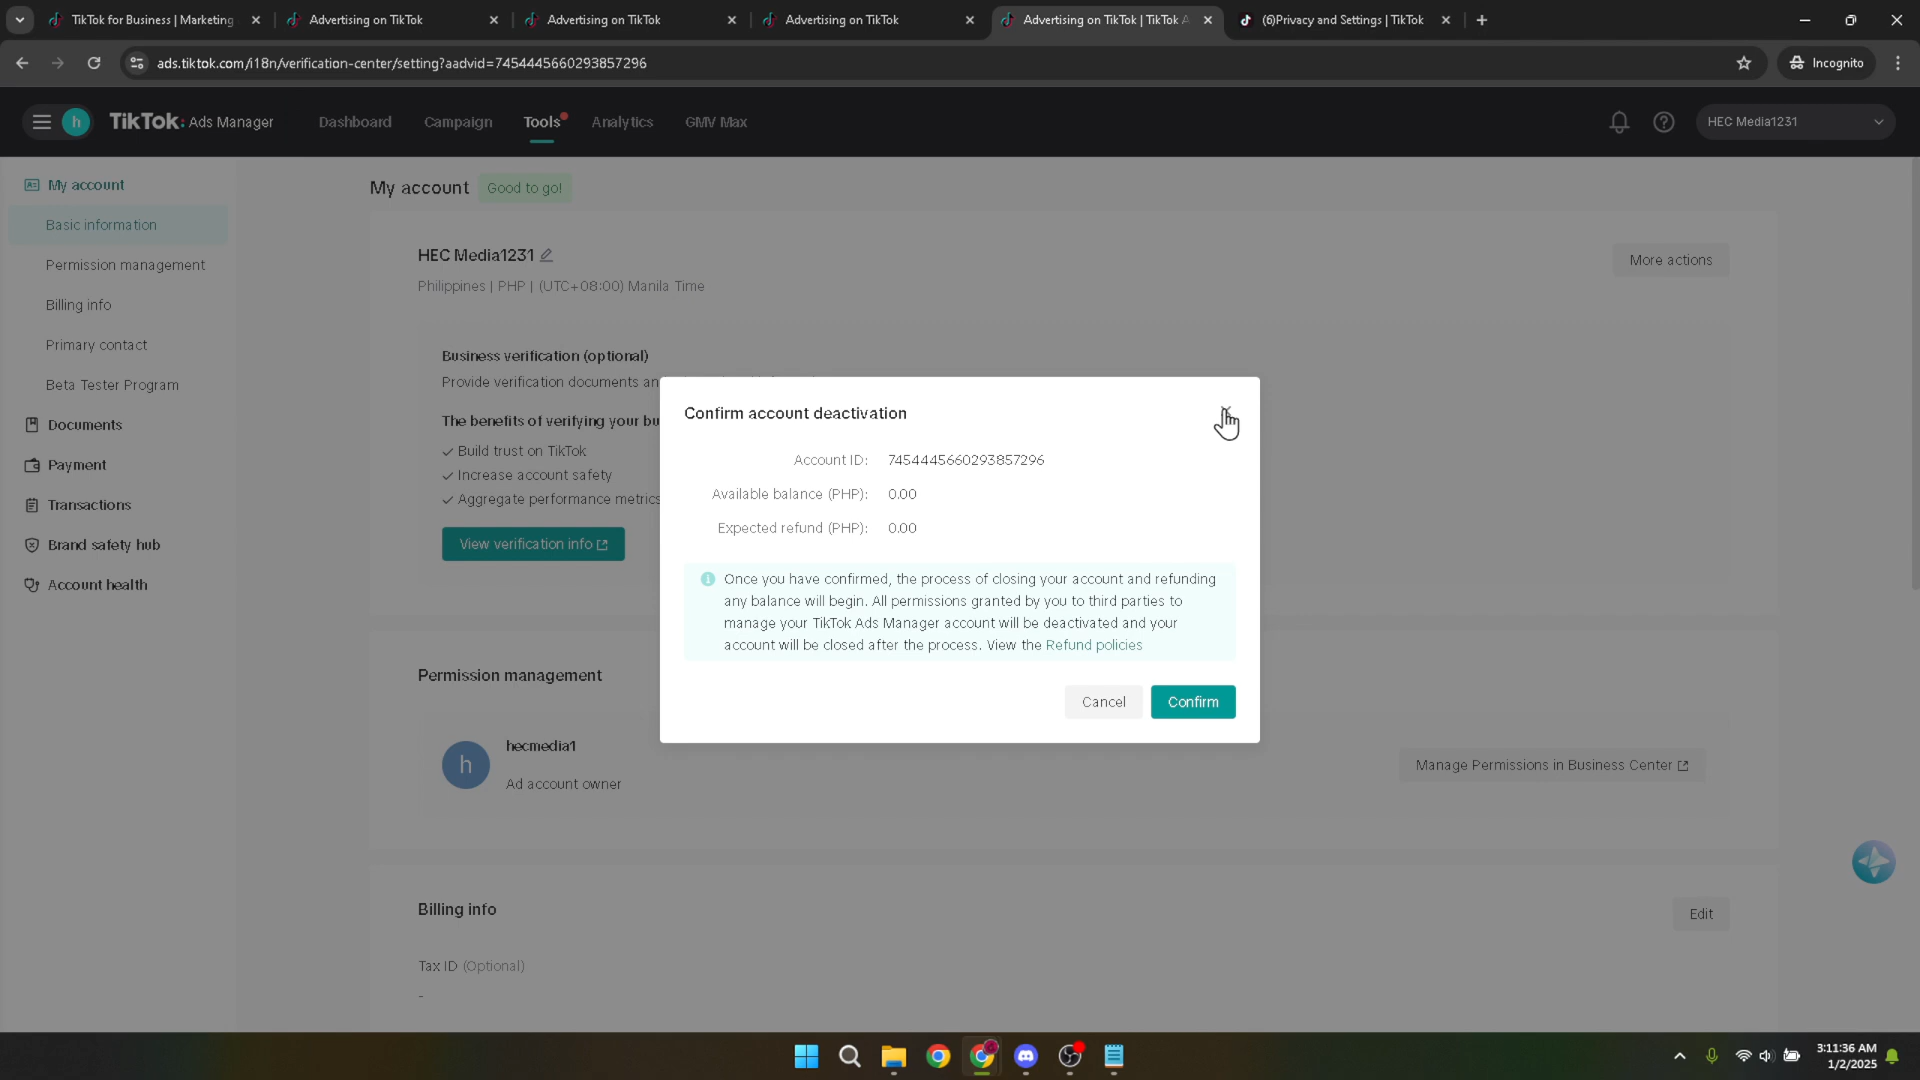 TikTok for Business | Marketing
Advertising on TikTok
Advertising on TikTok
Advertising on TikTok
Advertising on TikTok | TikTok A
(6)Privacy and Settings | TikTok
ads.tiktok.com/i18n/verification-center/setting?aadvid=7454445660293857296
Incognito
h
TikTok: Ads Manager
Dashboard
Campaign
Tools
Analytics
GMV Max
HEC Media1231
My account
Basic information
Permission management
Billing info
Primary contact
Beta Tester Program
Documents
Payment
Transactions
Brand safety hub
Account health
My account
Good to go!
HEC Media1231
More actions
Philippines | PHP | (UTC+08:00) Manila Time
Business verification (optional)
Provide verification documents an
The benefits of verifying your bu
Build trust on TikTok
Increase account safety
Aggregate performance metrics
View verification info
Confirm account deactivation
Account ID: 7454445660293857296
Available balance (PHP): 0.00
Expected refund (PHP): 0.00
Once you have confirmed, the process of closing your account and refunding
any balance will begin. All permissions granted by you to third parties to
manage your TikTok Ads Manager account will be deactivated and your
account will be closed after the process. View the Refund policies
Cancel
Confirm
Permission management
h
hecmedia1
Ad account owner
Manage Permissions in Business Center
Billing info
Edit
Tax ID (Optional)
-
3:11:36 AM
1/2/2025